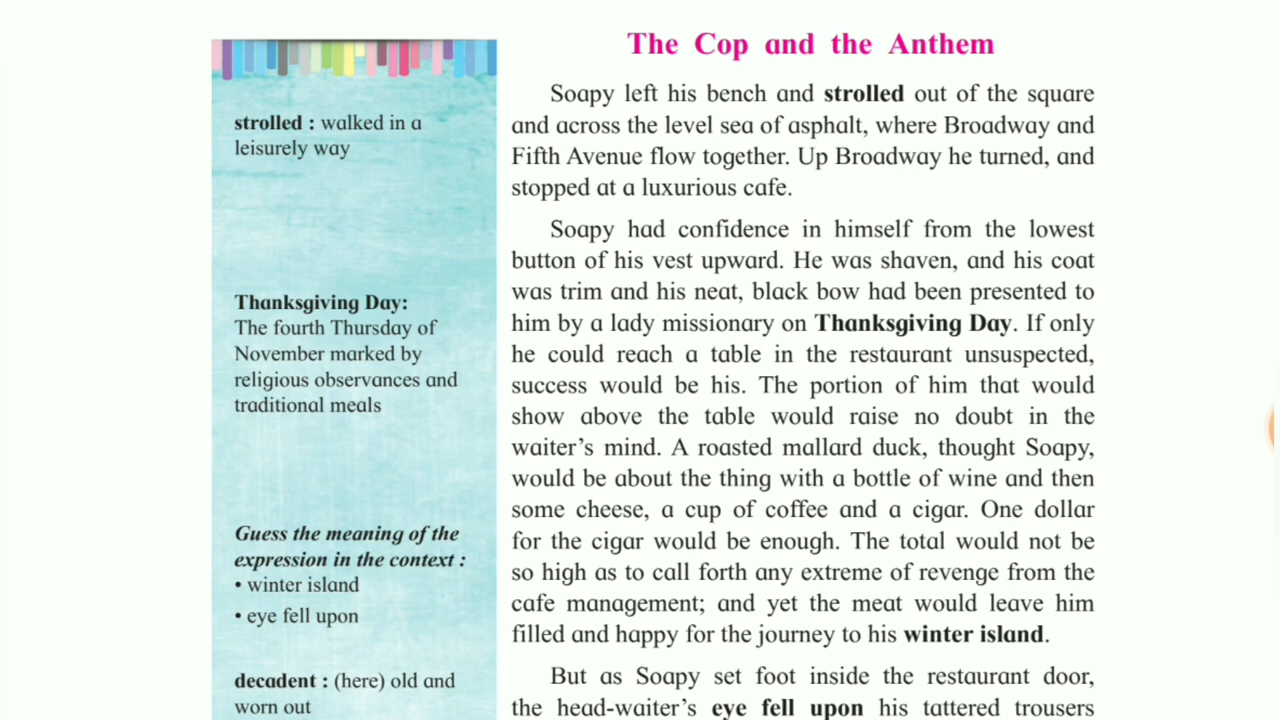 The Cop and the Anthem
strolled : walked in a
leisurely way
Thanksgiving Day:
The fourth Thursday of
November marked by
religious observances and
traditional meals
Guess the meaning of the
expression in the context :
• winter island
• eye fell upon
decadent : (here) old and
worn out
Soapy left his bench and strolled out of the square
and across the level sea of asphalt, where Broadway and
Fifth Avenue flow together. Up Broadway he turned, and
stopped at a luxurious cafe.
Soapy had confidence in himself from the lowest
button of his vest upward. He was shaven, and his coat
was trim and his neat, black bow had been presented to
him by a lady missionary on Thanksgiving Day. If only
he could reach a table in the restaurant unsuspected,
success would be his. The portion of him that would
show above the table would raise no doubt in the
waiter’s mind. A roasted mallard duck, thought Soapy,
would be about the thing with a bottle of wine and then
some cheese, a cup of coffee and a cigar. One dollar
for the cigar would be enough. The total would not be
so high as to call forth any extreme of revenge from the
cafe management; and yet the meat would leave him
filled and happy for the journey to his winter island.
But as Soapy set foot inside the restaurant door,
the head-waiter’s eye fell upon his tattered trousers